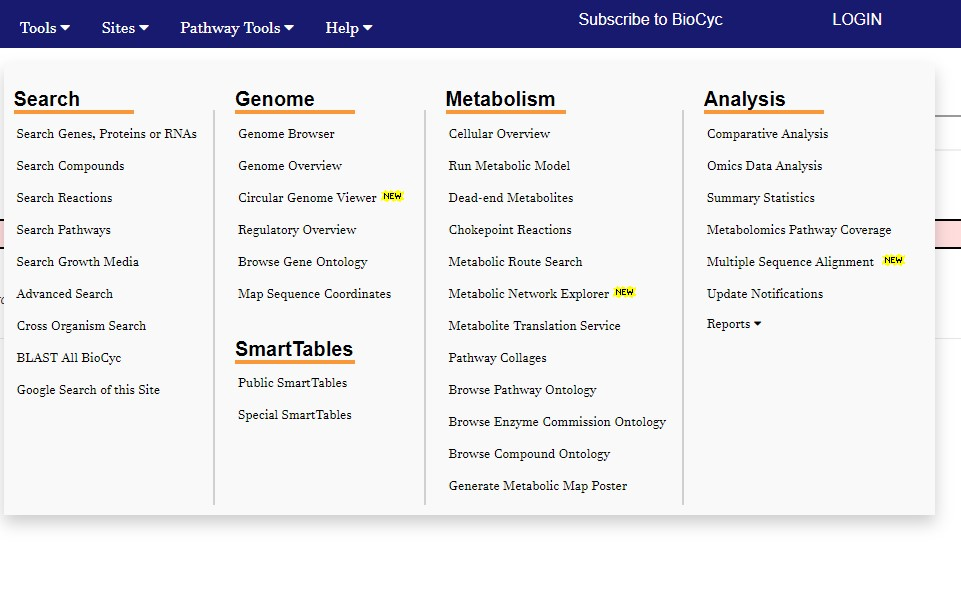 Tools Sites Pathway Tools Help Subscribe to BioCyc LOGIN
Search
Search Genes, Proteins or RNAs
Search Compounds
Search Reactions
Search Pathways
Search Growth Media
Advanced Search
Cross Organism Search
BLAST All BioCyc
Google Search of this Site
Genome
Genome Browser
Genome Overview
Circular Genome Viewer NEW
Regulatory Overview
Browse Gene Ontology
Map Sequence Coordinates
SmartTables
Public SmartTables
Special SmartTables
Metabolism
Cellular Overview
Run Metabolic Model
Dead-end Metabolites
Chokepoint Reactions
Metabolic Route Search
Metabolic Network Explorer NEW
Metabolite Translation Service
Pathway Collages
Browse Pathway Ontology
Browse Enzyme Commission Ontology
Browse Compound Ontology
Generate Metabolic Map Poster
Analysis
Comparative Analysis
Omics Data Analysis
Summary Statistics
Metabolomics Pathway Coverage
Multiple Sequence Alignment NEW
Update Notifications
Reports